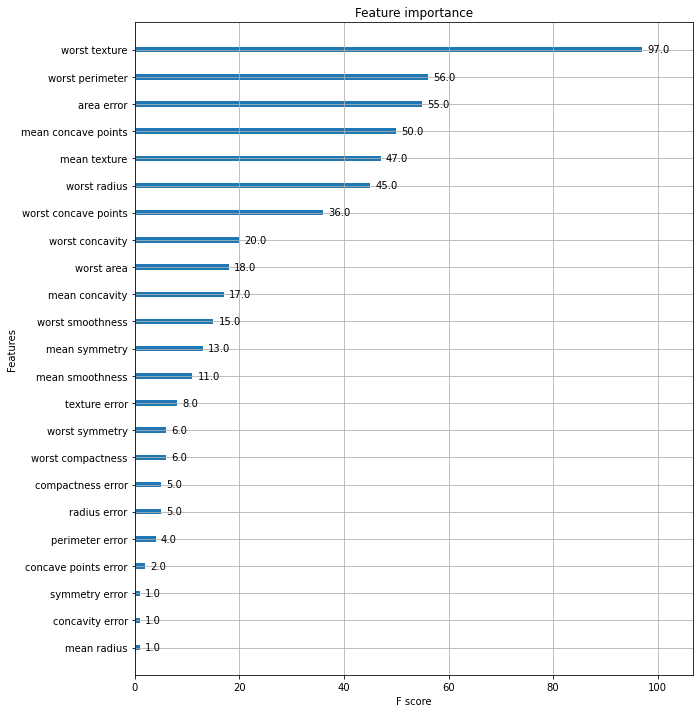 Feature importance
worst texture 97.0
worst perimeter 56.0
area error 55.0
mean concave points 50.0
mean texture 47.0
worst radius 45.0
worst concave points 36.0
worst concavity 20.0
worst area 18.0
mean concavity 17.0
worst smoothness 15.0
mean symmetry 13.0
mean smoothness 11.0
texture error 8.0
worst symmetry 6.0
worst compactness 6.0
compactness error 5.0
radius error 5.0
perimeter error 4.0
concave points error 2.0
symmetry error 1.0
concavity error 1.0
mean radius 1.0
Features
0 20 40 60 80 100
F score